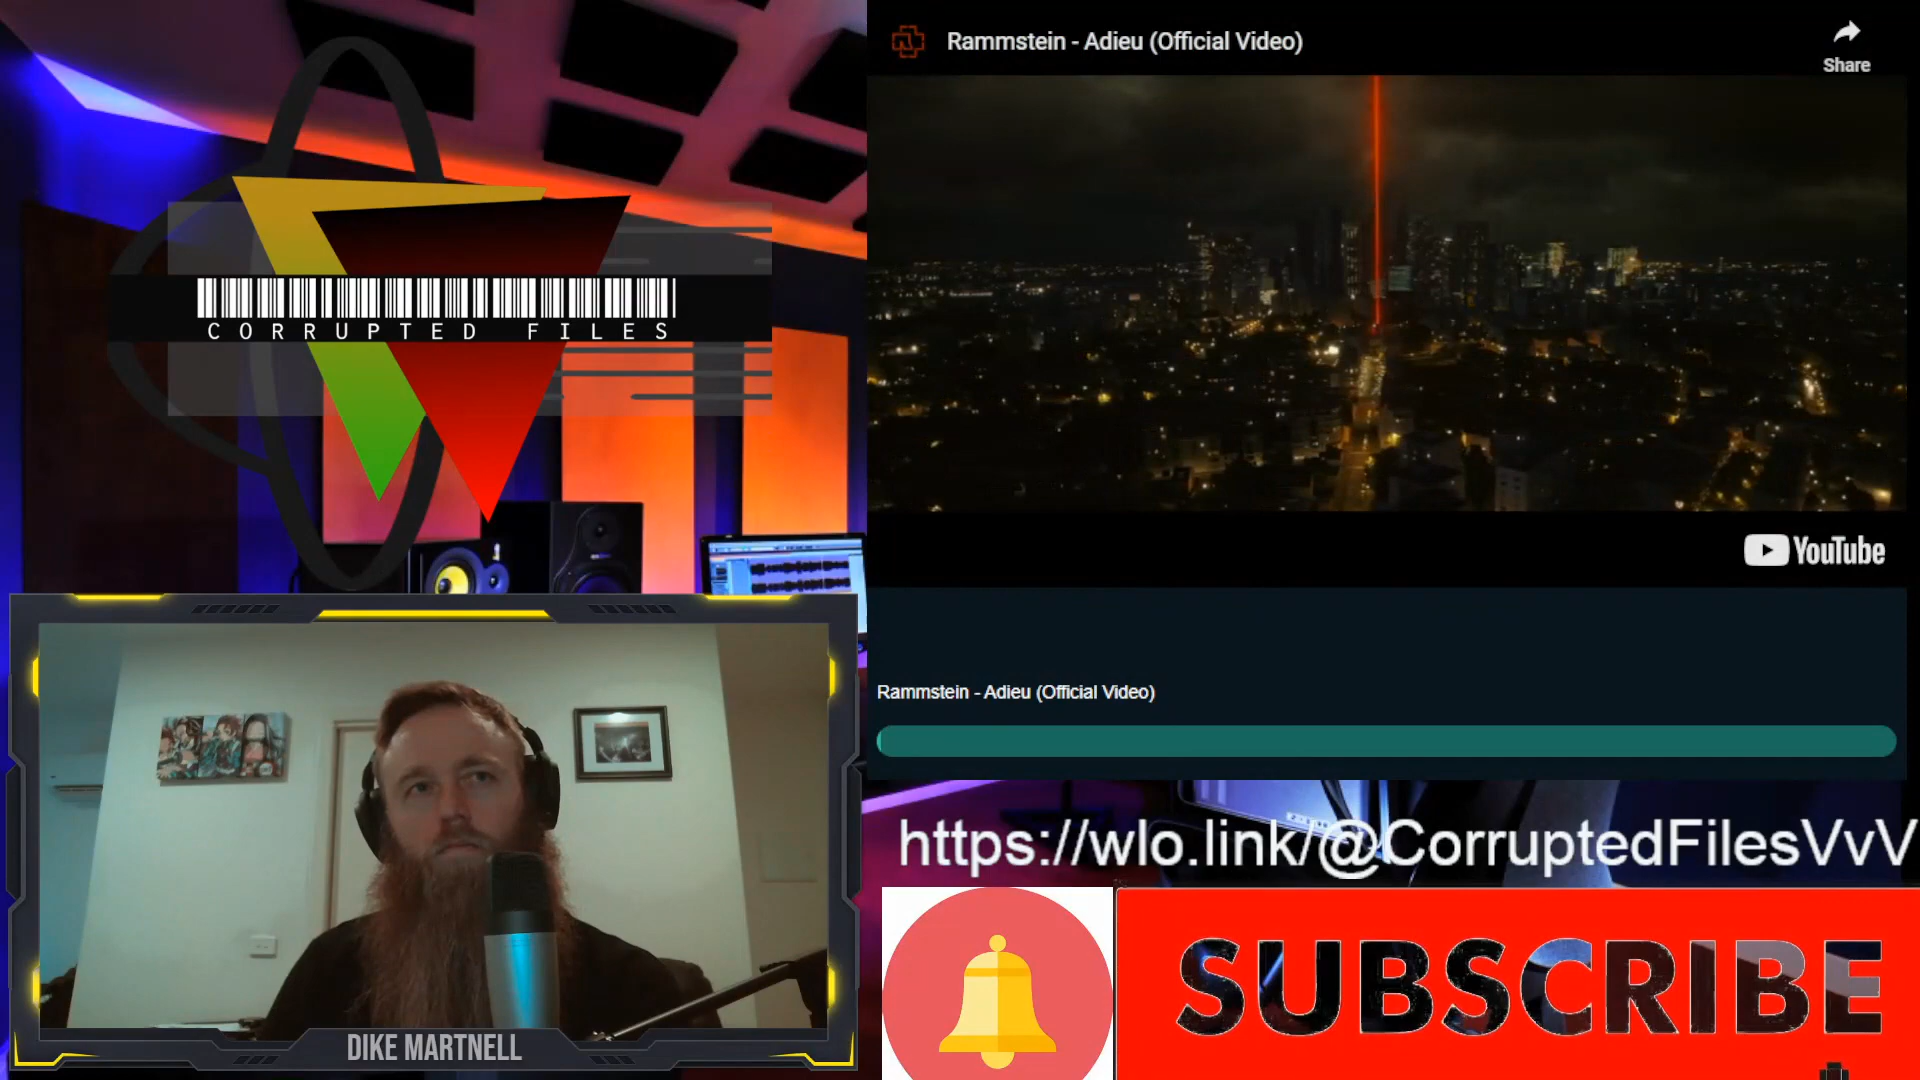 Rammstein - Adieu (Official Video)
Share
CORRUPTED FILES
YouTube
Rammstein - Adieu (Official Video)
https://wlo.link/@CorruptedFilesVvV
SUBSCRIBE
DIKE MARTNELL